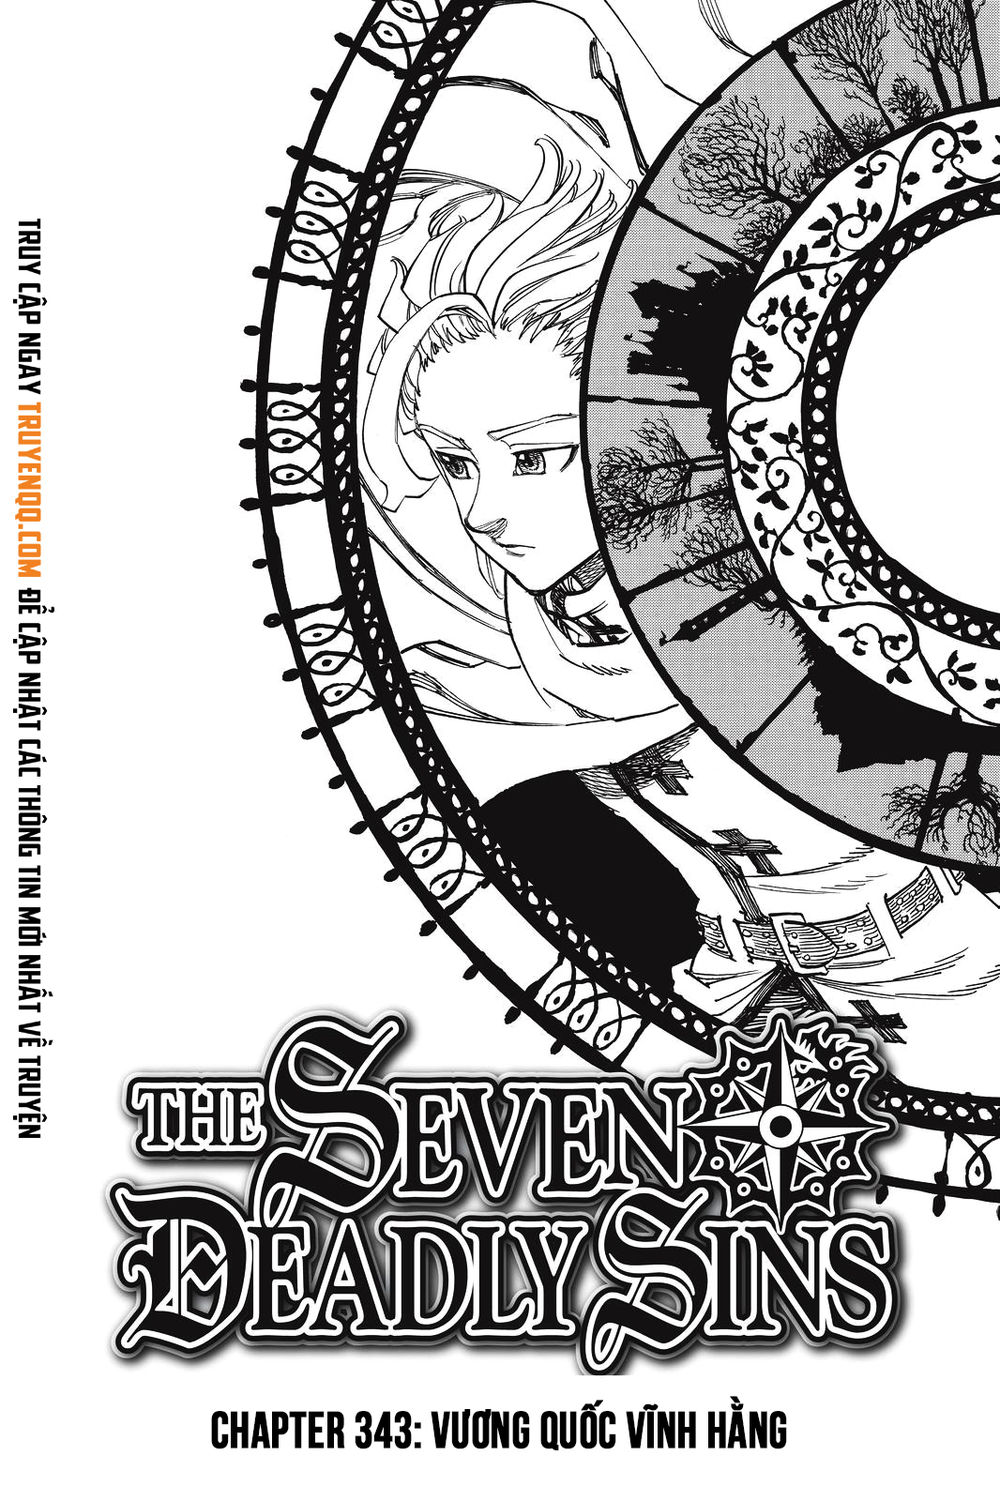 TRUY CẬP NGAY TRUYENQQ.COM ĐỂ CẬP NHẬT CÁC THÔNG TIN MỚI NHẤT VỀ TRUYỆN
THE SEVEN
DEADLY SINS
CHAPTER 343: VƯƠNG QUỐC VĨNH HẰNG